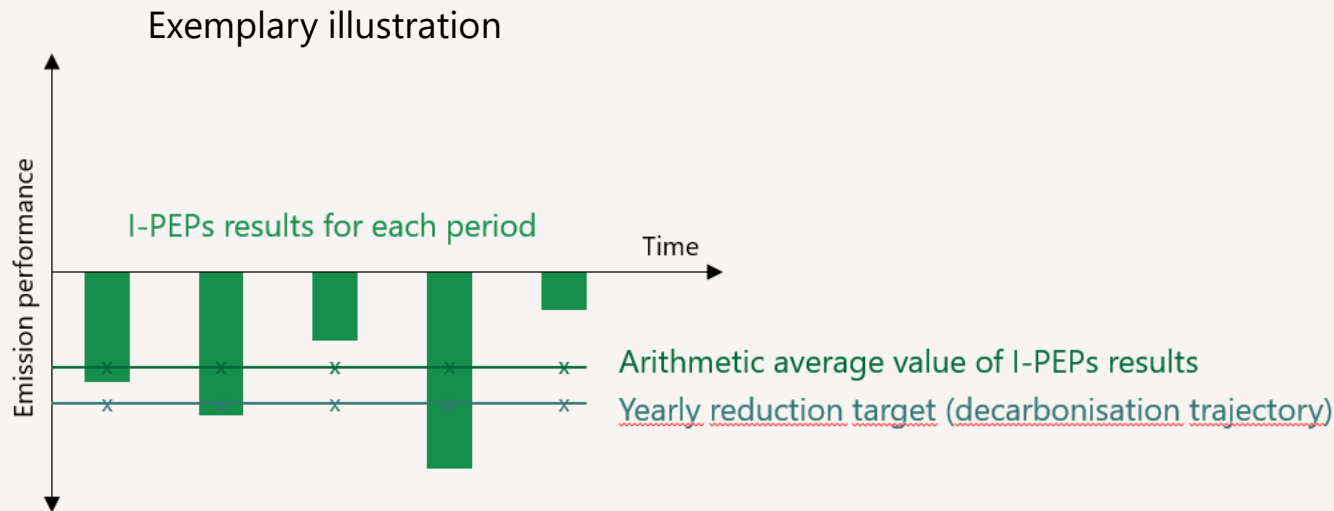 Exemplary illustration
Emission performance
I-PEPs results for each period
Time
Arithmetic average value of I-PEPs results
Yearly reduction target (decarbonisation trajectory)